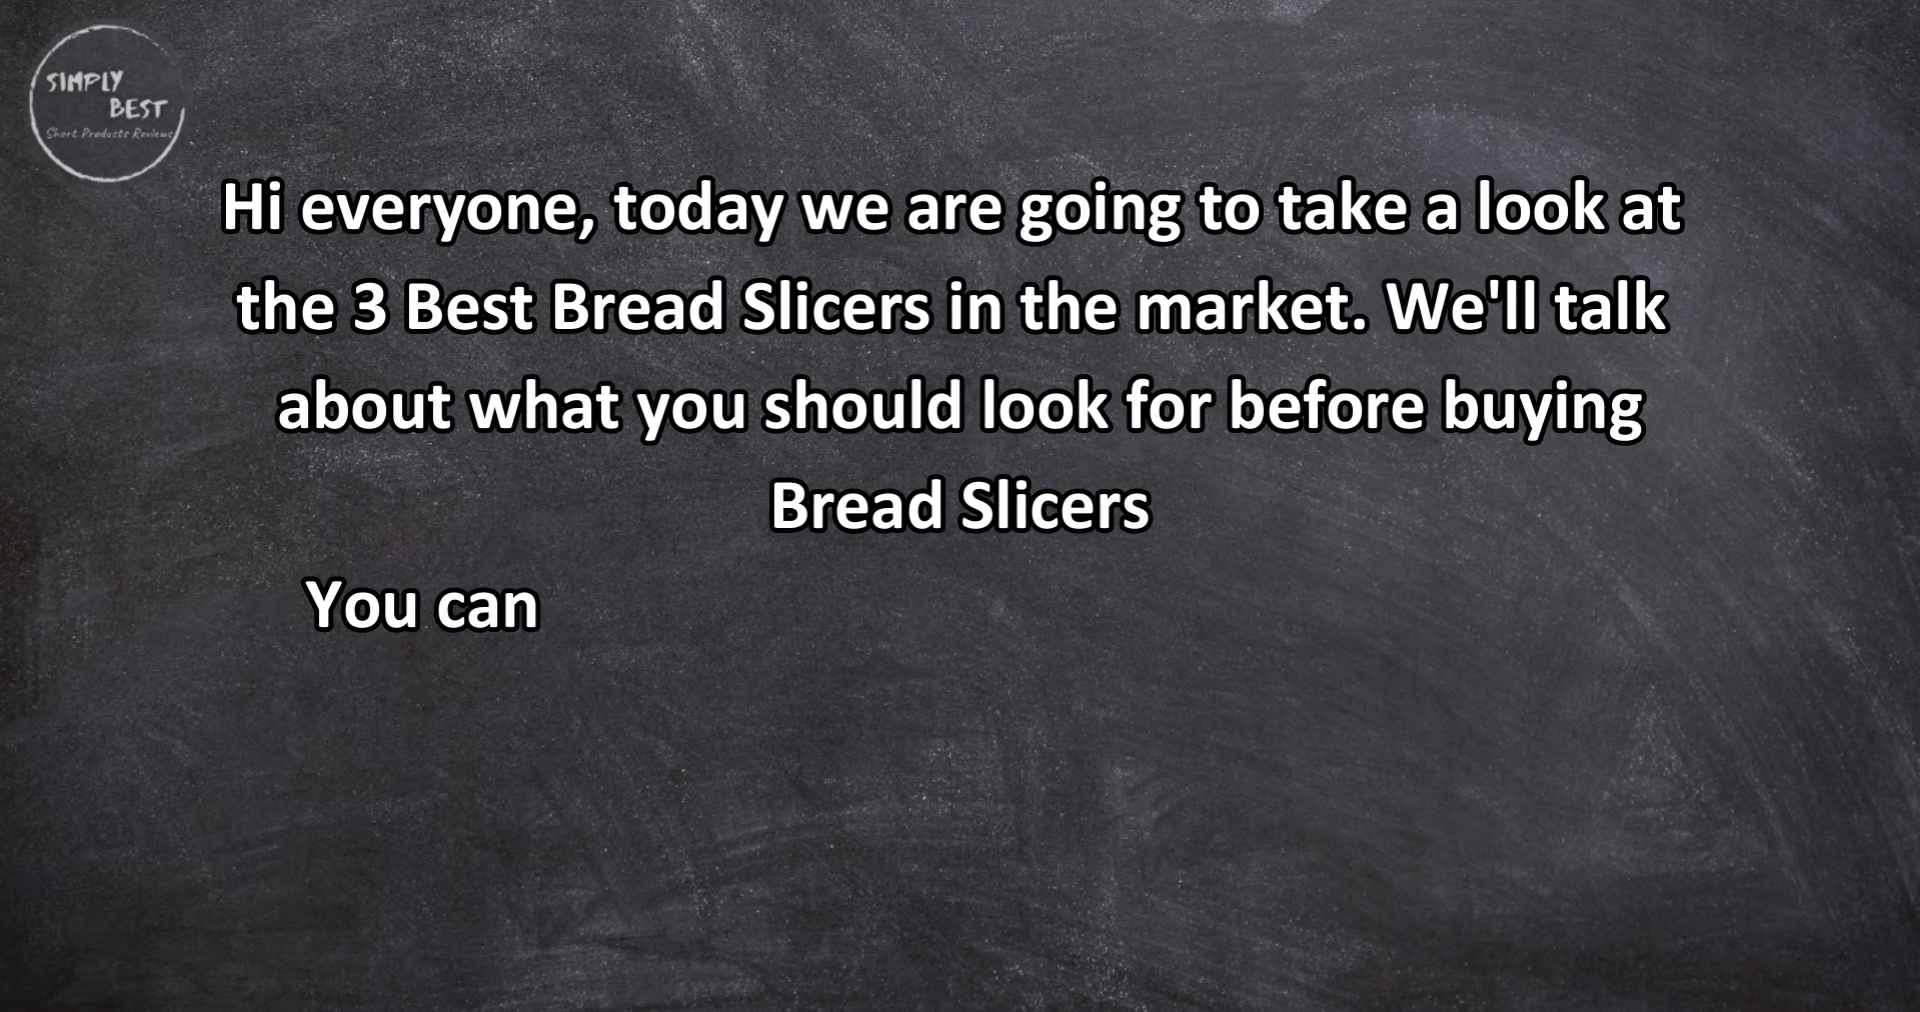 SIMPLY
BEST
Short Products Reviews
Hi everyone, today we are going to take a look at
the 3 Best Bread Slicers in the market. We'll talk
about what you should look for before buying
Bread Slicers
You can